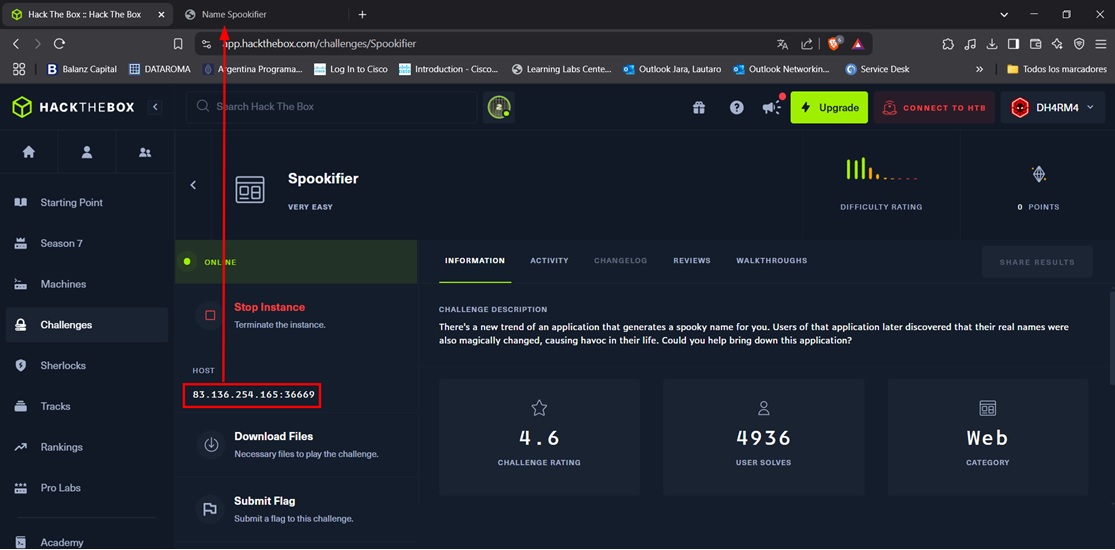 Hack The Box :: Hack The Box
Name Spookifier
app.hackthebox.com/challenges/Spookifier
6
Balanz Capital
DATAROMA
Argentina Programa...
Log In to Cisco
Introduction - Cisco...
Learning Labs Cente...
Outlook Jara, Lautaro
Outlook Networkin...
Service Desk
»
Todos los marcadores
HACKTHEBOX
Search Hack The Box
Upgrade
CONNECT TO HTB
DH4RM4
Starting Point
Season 7
Machines
Challenges
Sherlocks
Tracks
Rankings
Pro Labs
Academy
Spookifier
VERY EASY
DIFFICULTY RATING
0 POINTS
ONLINE
Stop Instance
Terminate the instance.
HOST
83.136.254.165:36669
Download Files
Necessary files to play the challenge.
Submit Flag
Submit a flag to this challenge.
INFORMATION
ACTIVITY
CHANGELOG
REVIEWS
WALKTHROUGHS
SHARE RESULTS
CHALLENGE DESCRIPTION
There's a new trend of an application that generates a spooky name for you. Users of that application later discovered that their real names were
also magically changed, causing havoc in their life. Could you help bring down this application?
4.6
CHALLENGE RATING
4936
USER SOLVES
Web
CATEGORY